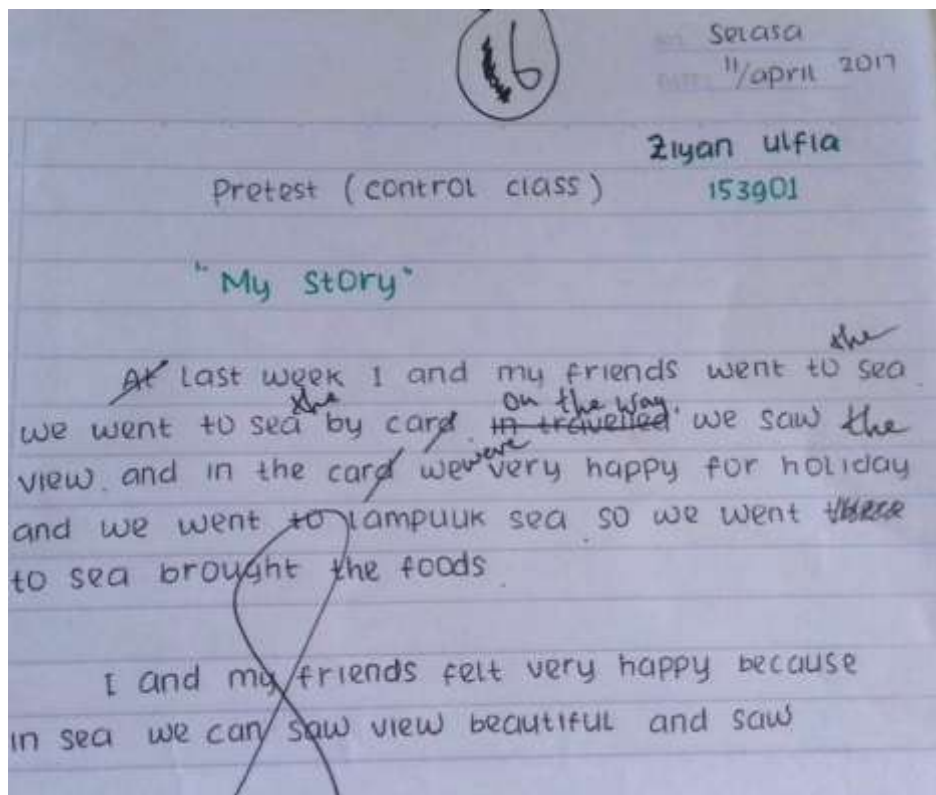 16
Selasa
11/april 2017
Ziyan ulfia
Pretest (control class) 153901
"My story"
the
At last week I and my friends went to sea
the on the way
we went to sea by card. in travelled we saw the
were
view. and in the card we very happy for holiday
and we went to lampuuk sea so we went
to sea brought the foods.
I and my friends felt very happy because
in sea we can saw view beautiful and saw